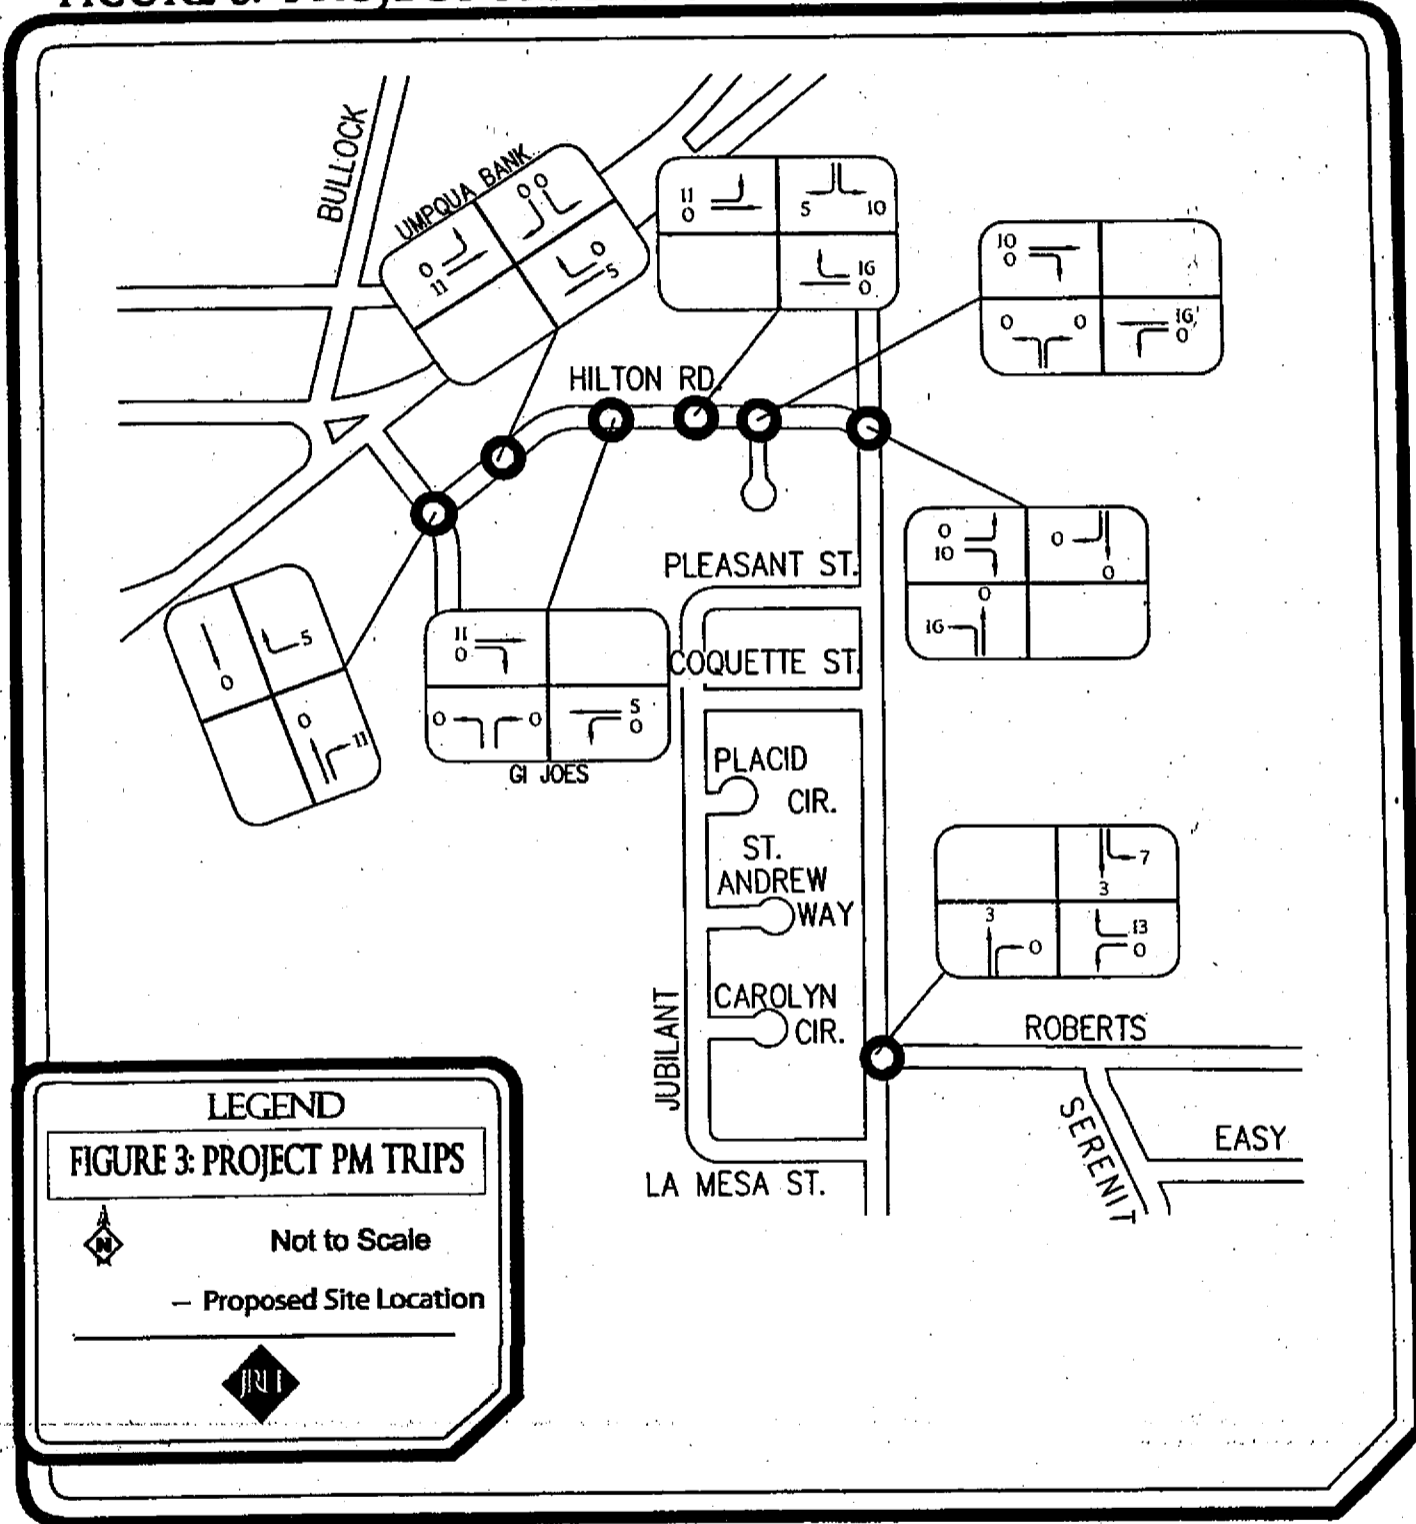 BULLOCK
UMPQUA BANK
0 0
0
11
0
5
11
0
5 10
16
0
10
0
0 0
16
0
HILTON RD.
0
10
0
0
0
16
PLEASANT ST.
COQUETTE ST.
0
5
0
11
11
0
0 0
5
0
GI JOES
PLACID
CIR.
ST.
ANDREW
WAY
CAROLYN
CIR.
JUBILANT
7
3
3
0
13
0
ROBERTS
SERENIT
EASY
LA MESA ST.
LEGEND
FIGURE 3: PROJECT PM TRIPS
N
Not to Scale
– Proposed Site Location
JRH